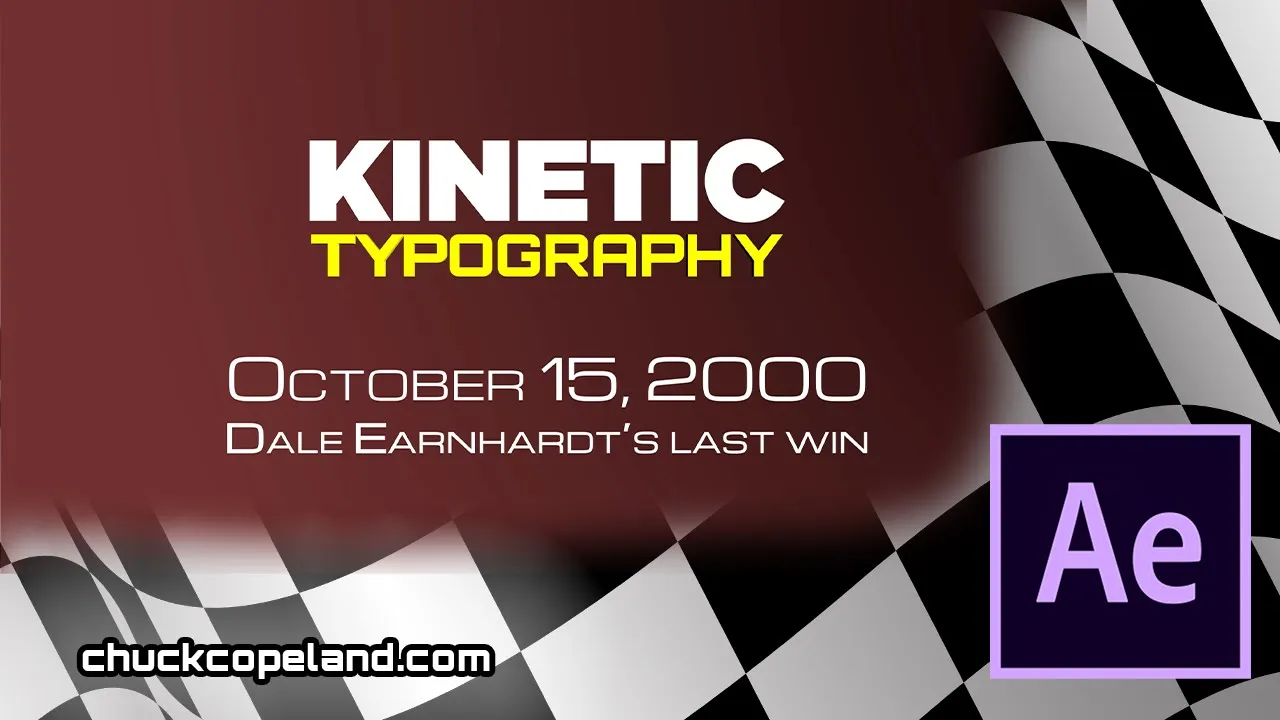 KINETIC
TYPOGRAPHY
October 15, 2000
Dale Earnhardt's last win
Ae
chuckcopeland.com